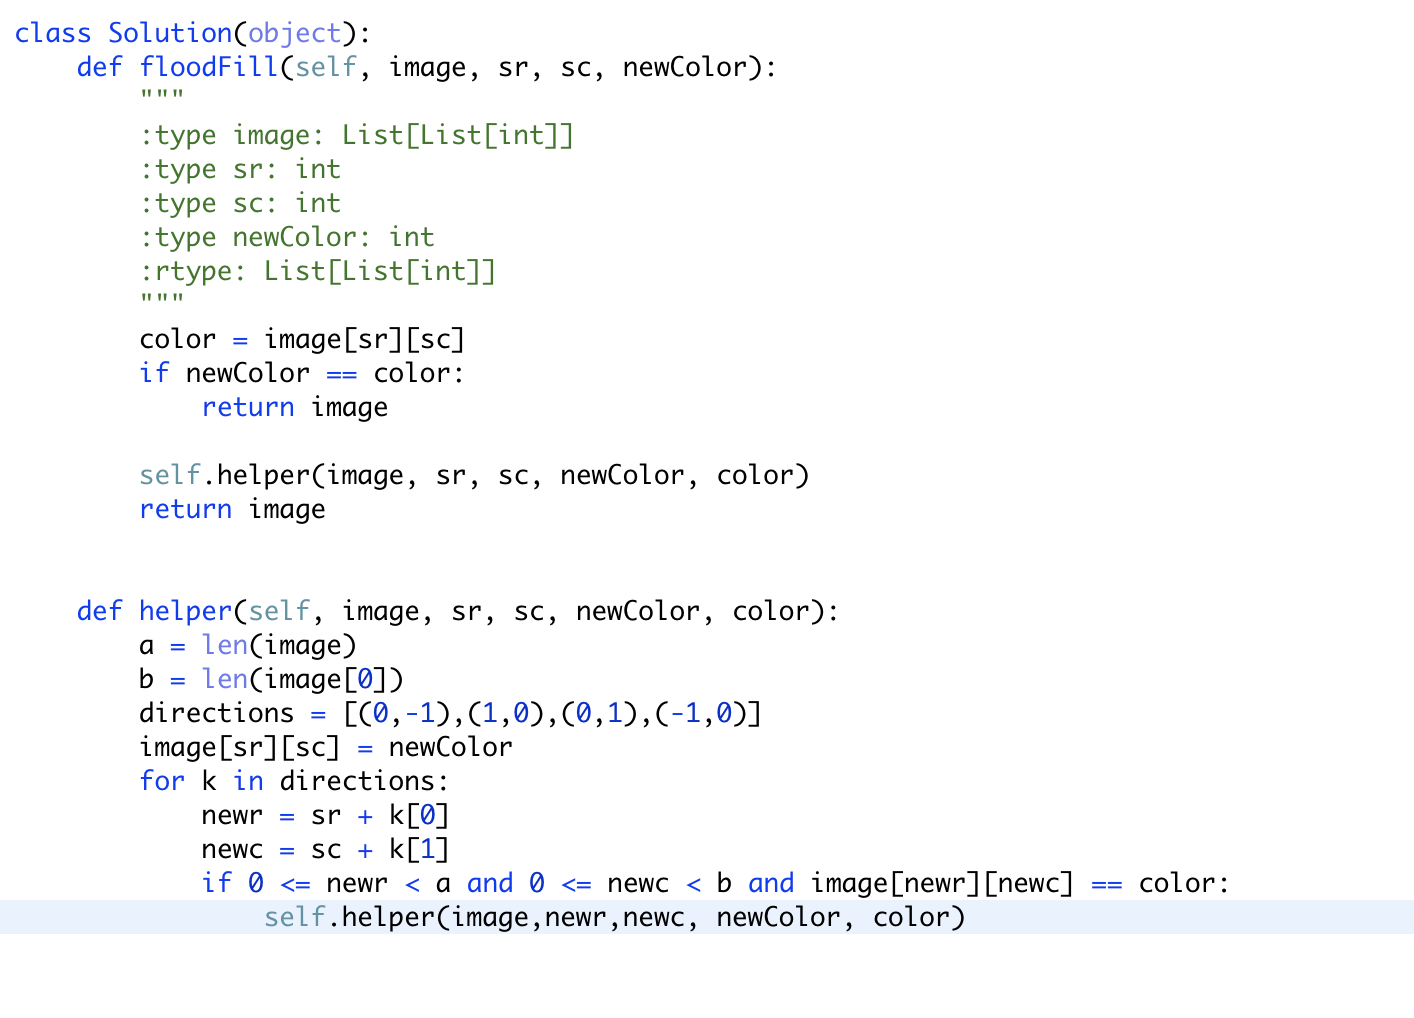 class Solution(object):
    def floodFill(self, image, sr, sc, newColor):
        """
        :type image: List[List[int]]
        :type sr: int
        :type sc: int
        :type newColor: int
        :rtype: List[List[int]]
        """
        color = image[sr][sc]
        if newColor == color:
            return image

        self.helper(image, sr, sc, newColor, color)
        return image


    def helper(self, image, sr, sc, newColor, color):
        a = len(image)
        b = len(image[0])
        directions = [(0,-1),(1,0),(0,1),(-1,0)]
        image[sr][sc] = newColor
        for k in directions:
            newr = sr + k[0]
            newc = sc + k[1]
            if 0 <= newr < a and 0 <= newc < b and image[newr][newc] == color:
                self.helper(image,newr,newc, newColor, color)